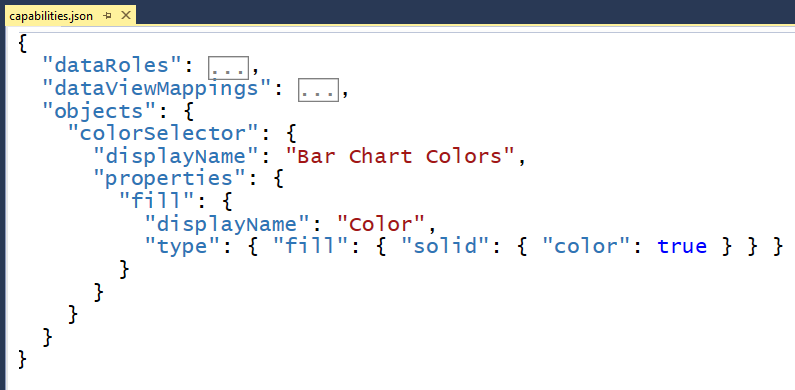 capabilities.json
{
"dataRoles": ...,
"dataViewMappings": ...,
"objects": {
"colorSelector": {
"displayName": "Bar Chart Colors",
"properties": {
"fill": {
"displayName": "Color",
"type": { "fill": { "solid": { "color": true } } }
}
}
}
}
}